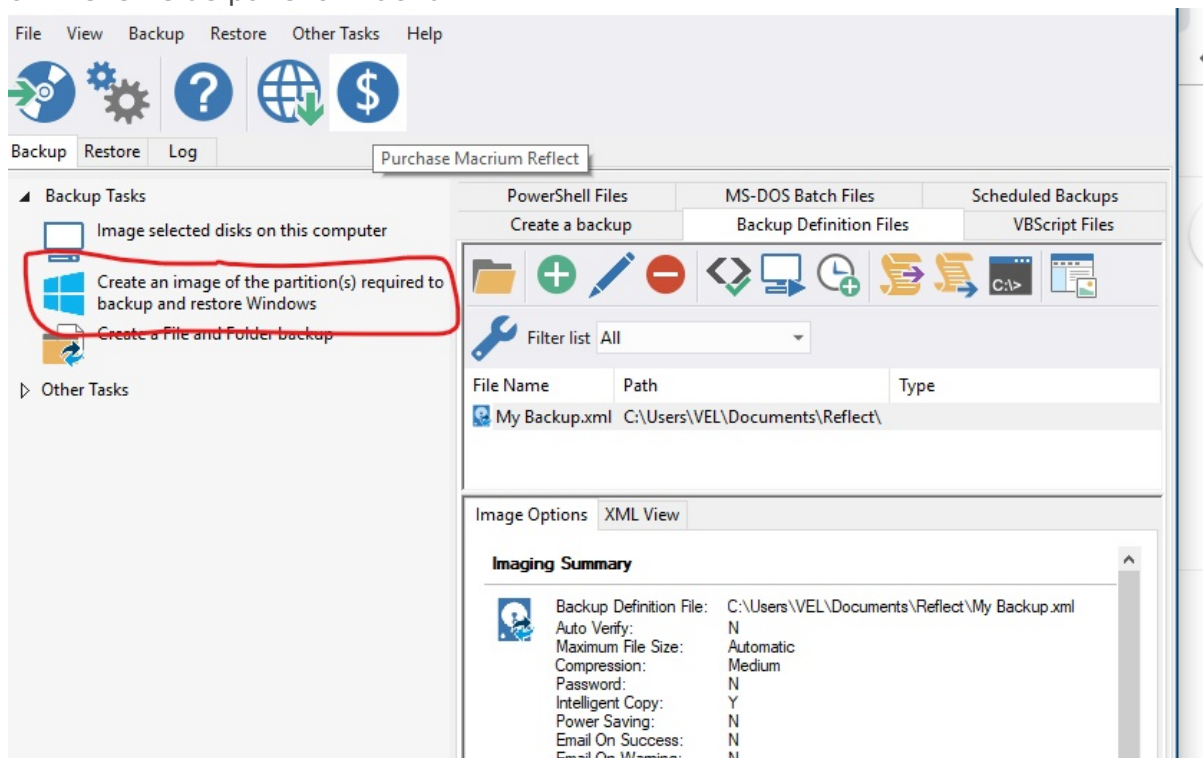 File View Backup Restore Other Tasks Help
Backup Restore Log
Purchase Macrium Reflect
Backup Tasks
Image selected disks on this computer
Create an image of the partition(s) required to
backup and restore Windows
Create a File and Folder backup
Other Tasks
PowerShell Files MS-DOS Batch Files Scheduled Backups
Create a backup Backup Definition Files VBScript Files
C:\>
Filter list All
File Name Path Type
My Backup.xml C:\Users\VEL\Documents\Reflect\
Image Options XML View
Imaging Summary
Backup Definition File: C:\Users\VEL\Documents\Reflect\My Backup.xml
Auto Verify: N
Maximum File Size: Automatic
Compression: Medium
Password: N
Intelligent Copy: Y
Power Saving: N
Email On Success: N
Email On Warning: N